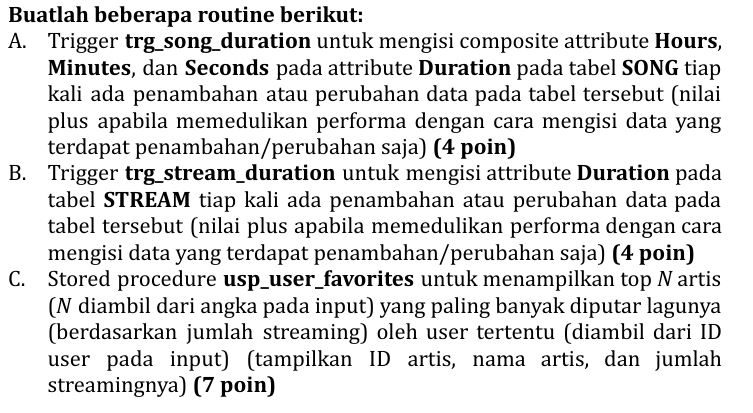 Buatlah beberapa routine berikut:
A. Trigger trg_song_duration untuk mengisi composite attribute Hours,
Minutes, dan Seconds pada attribute Duration pada tabel SONG tiap
kali ada penambahan atau perubahan data pada tabel tersebut (nilai
plus apabila memedulikan performa dengan cara mengisi data yang
terdapat penambahan/perubahan saja) (4 poin)
B. Trigger trg_stream_duration untuk mengisi attribute Duration pada
tabel STREAM tiap kali ada penambahan atau perubahan data pada
tabel tersebut (nilai plus apabila memedulikan performa dengan cara
mengisi data yang terdapat penambahan/perubahan saja) (4 poin)
C. Stored procedure usp_user_favorites untuk menampilkan top N artis
(N diambil dari angka pada input) yang paling banyak diputar lagunya
(berdasarkan jumlah streaming) oleh user tertentu (diambil dari ID
user pada input) (tampilkan ID artis, nama artis, dan jumlah
streamingnya) (7 poin)